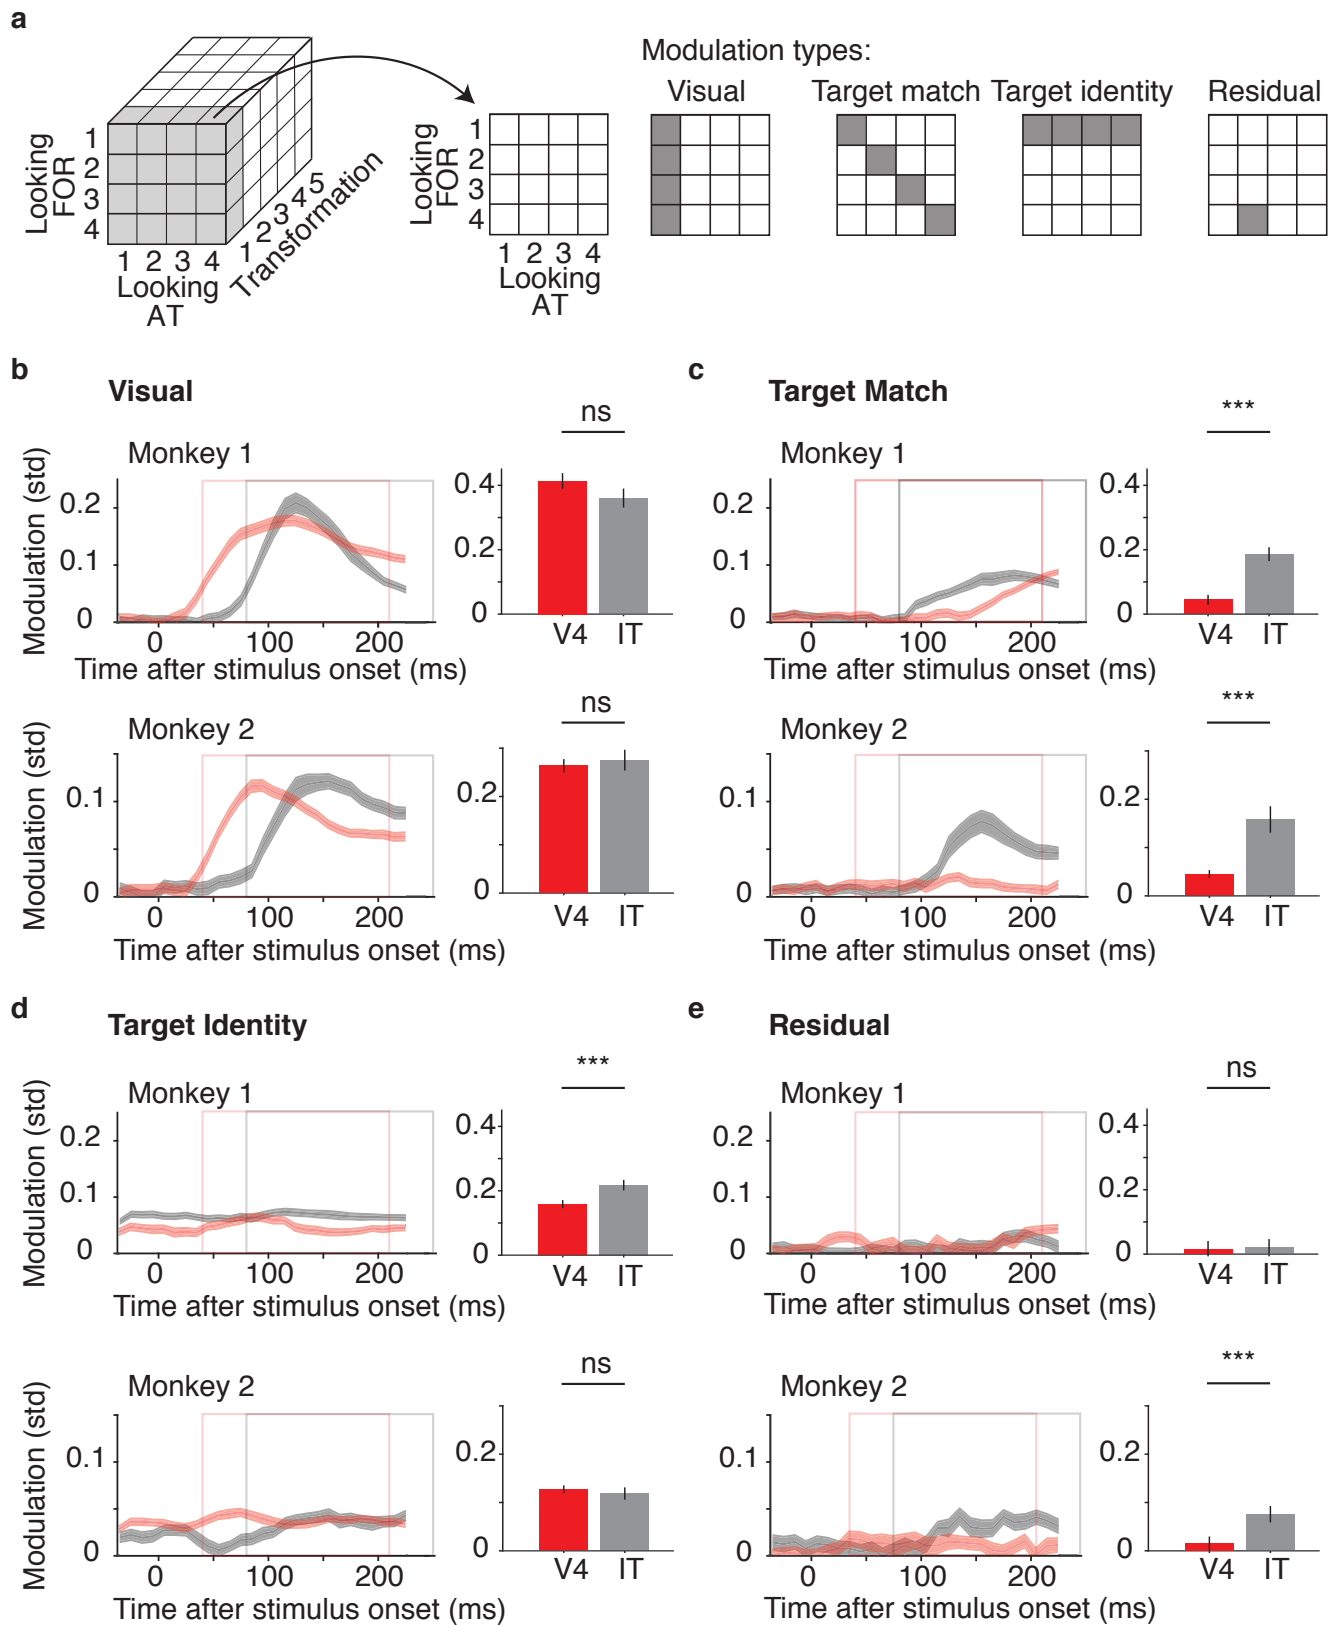 a
Modulation types:
Visual
Target match
Target identity
Residual
Looking
FOR
1
2
3
4
1 2 3 4
Looking
AT
1 2 3 4 5
Transformation
Looking
FOR
1
2
3
4
1 2 3 4
Looking
AT
b
Visual
Monkey 1
Modulation (std)
0.2
0.1
0
0 100 200
Time after stimulus onset (ms)
ns
0.4
0.2
0
V4 IT
Monkey 2
Modulation (std)
0.1
0
0 100 200
Time after stimulus onset (ms)
ns
0.2
0
V4 IT
c
Target Match
Monkey 1
0.2
0.1
0
0 100 200
Time after stimulus onset (ms)
***
0.4
0.2
0
V4 IT
Monkey 2
0.1
0
0 100 200
Time after stimulus onset (ms)
***
0.2
0
V4 IT
d
Target Identity
Monkey 1
Modulation (std)
0.2
0.1
0
0 100 200
Time after stimulus onset (ms)
***
0.4
0.2
0
V4 IT
Monkey 2
Modulation (std)
0.1
0
0 100 200
Time after stimulus onset (ms)
ns
0.2
0
V4 IT
e
Residual
Monkey 1
0.2
0.1
0
0 100 200
Time after stimulus onset (ms)
ns
0.4
0.2
0
V4 IT
Monkey 2
0.1
0
0 100 200
Time after stimulus onset (ms)
***
0.2
0
V4 IT